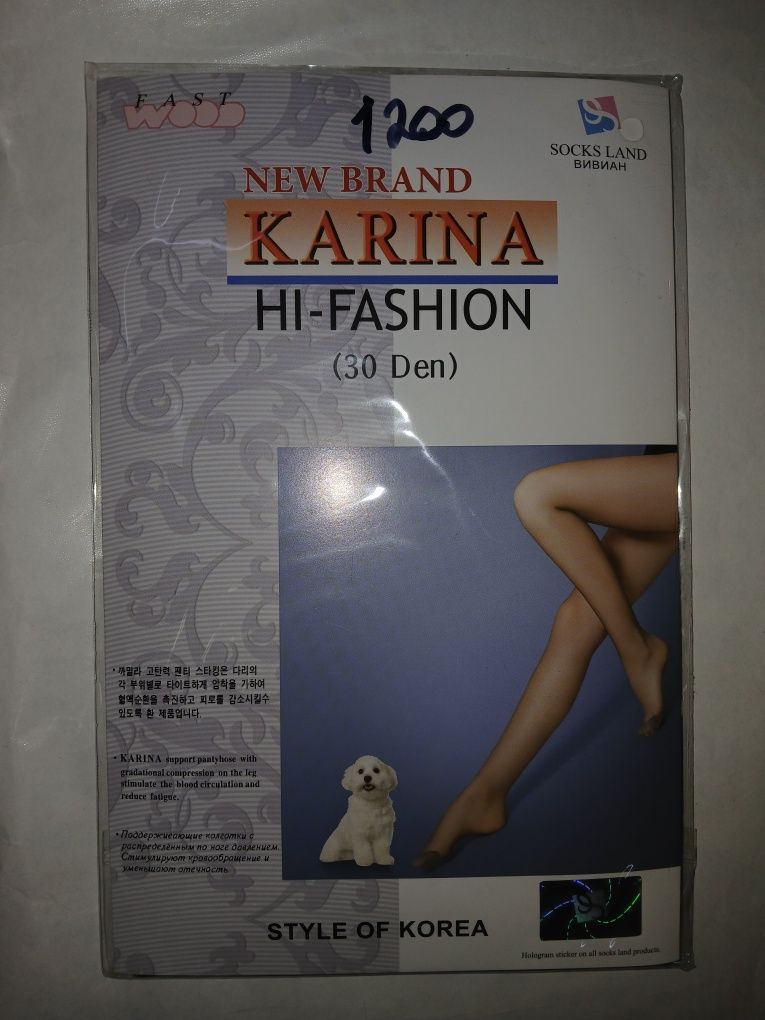 FAST
WOOD
1200
SOCKS LAND
ВИВИАН
NEW BRAND
KARINA
HI-FASHION
(30 Den)
· 까밀라 고탄력 팬티 스타킹은 다리의
각 부위별로 타이트하게 압착을 기하여
혈액순환을 촉진하고 피로를 감소시킬수
있도록 한 제품입니다.
· KARINA support pantyhose with
gradational compression on the leg
stimulate the blood circulation and
reduce fatigue.
· Поддерживающие колготки с
распределённым по ноге давлением.
Стимулируют кровообращение и
уменьшают отечность
STYLE OF KOREA
Hologram sticker on all socks land products.